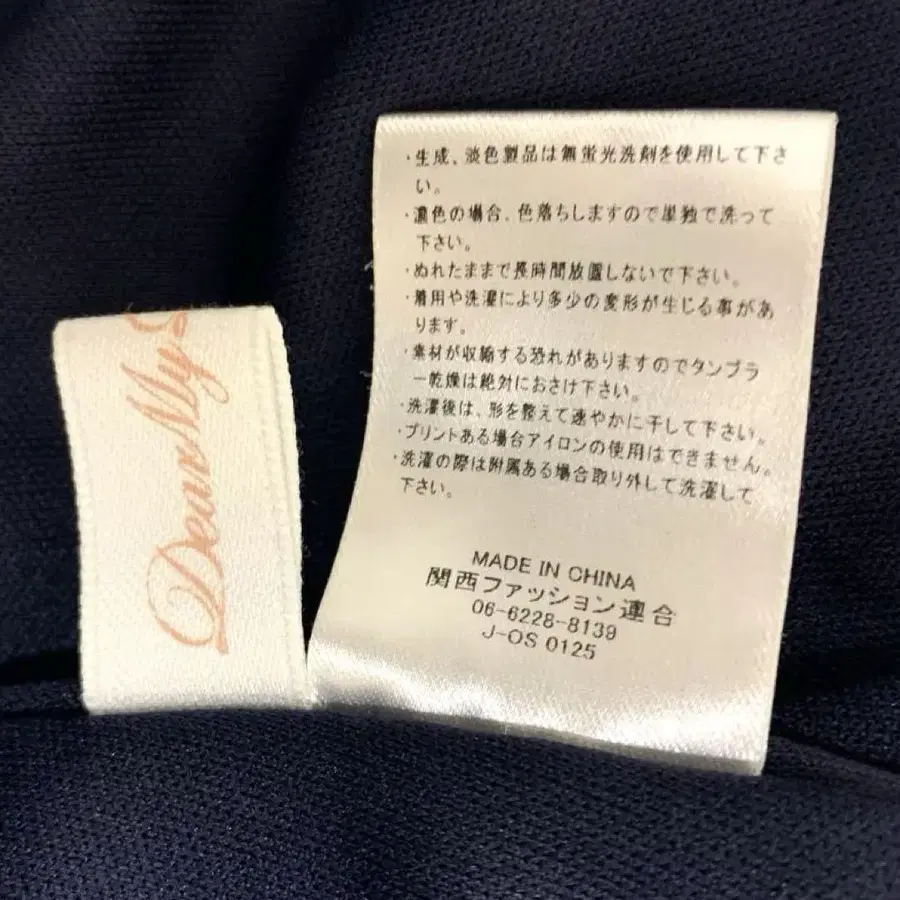 Dear My
・生成、淡色製品は無蛍光洗剤を使用して下さ
い。
・濃色の場合、色落ちしますので単独で洗って
下さい。
・ぬれたままで長時間放置しないで下さい。
・着用や洗濯により多少の変形が生じる事があ
ります。
・素材が収縮する恐れがありますのでタンブラ
ー乾燥は絶対におさけ下さい。
・洗濯後は、形を整えて速やかに干して下さい。
・プリントある場合アイロンの使用はできません。
・洗濯の際は附属ある場合取り外して洗濯して
下さい。
MADE IN CHINA
関西ファッション連合
06-6228-8139
J-OS 0125